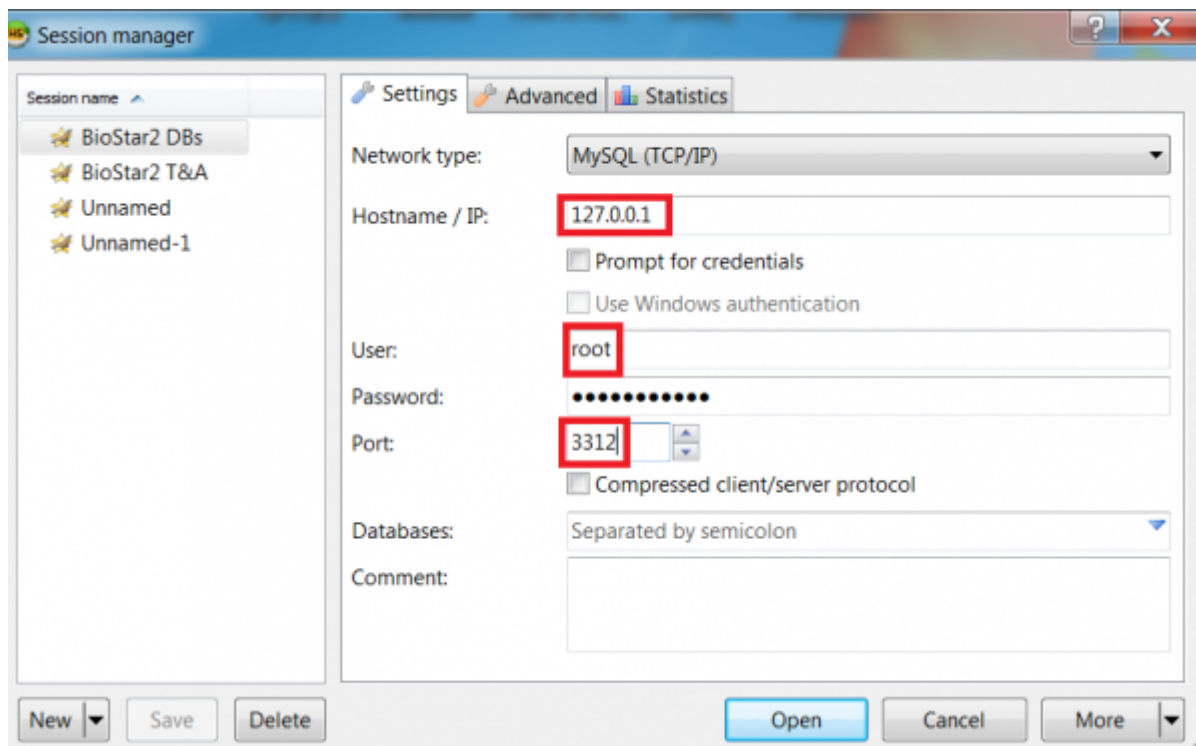 Session manager
Session name
BioStar2 DBs
BioStar2 T&A
Unnamed
Unnamed-1
Settings Advanced Statistics
Network type: MySQL (TCP/IP)
Hostname / IP: 127.0.0.1
Prompt for credentials
Use Windows authentication
User: root
Password: ●●●●●●●●●●●
Port: 3312
Compressed client/server protocol
Databases: Separated by semicolon
Comment:
New Save Delete Open Cancel More